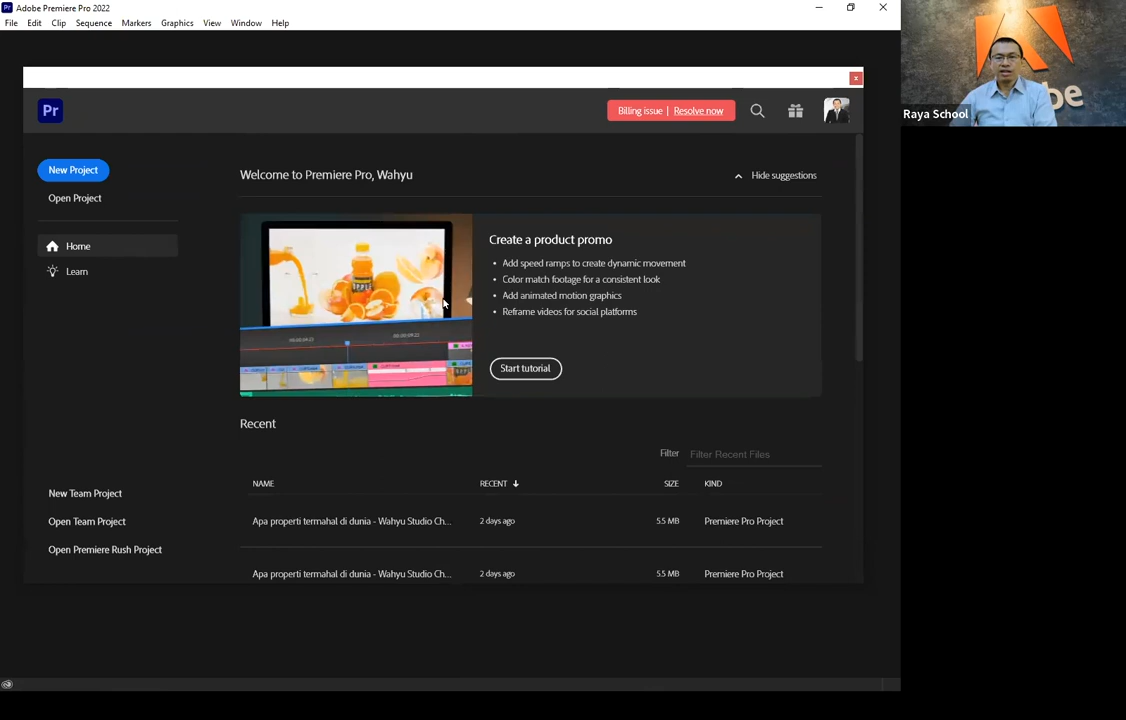 Pr Adobe Premiere Pro 2022
File Edit Clip Sequence Markers Graphics View Window Help
Pr
Billing issue | Resolve now
New Project
Open Project
Home
Learn
New Team Project
Open Team Project
Open Premiere Rush Project
Welcome to Premiere Pro, Wahyu
Hide suggestions
Create a product promo
• Add speed ramps to create dynamic movement
• Color match footage for a consistent look
• Add animated motion graphics
• Reframe videos for social platforms
Start tutorial
Recent
Filter Filter Recent Files
NAME RECENT SIZE KIND
Apa properti termahal di dunia - Wahyu Studio Ch... 2 days ago 5.5 MB Premiere Pro Project
Apa properti termahal di dunia - Wahyu Studio Ch... 2 days ago 5.5 MB Premiere Pro Project
Raya School